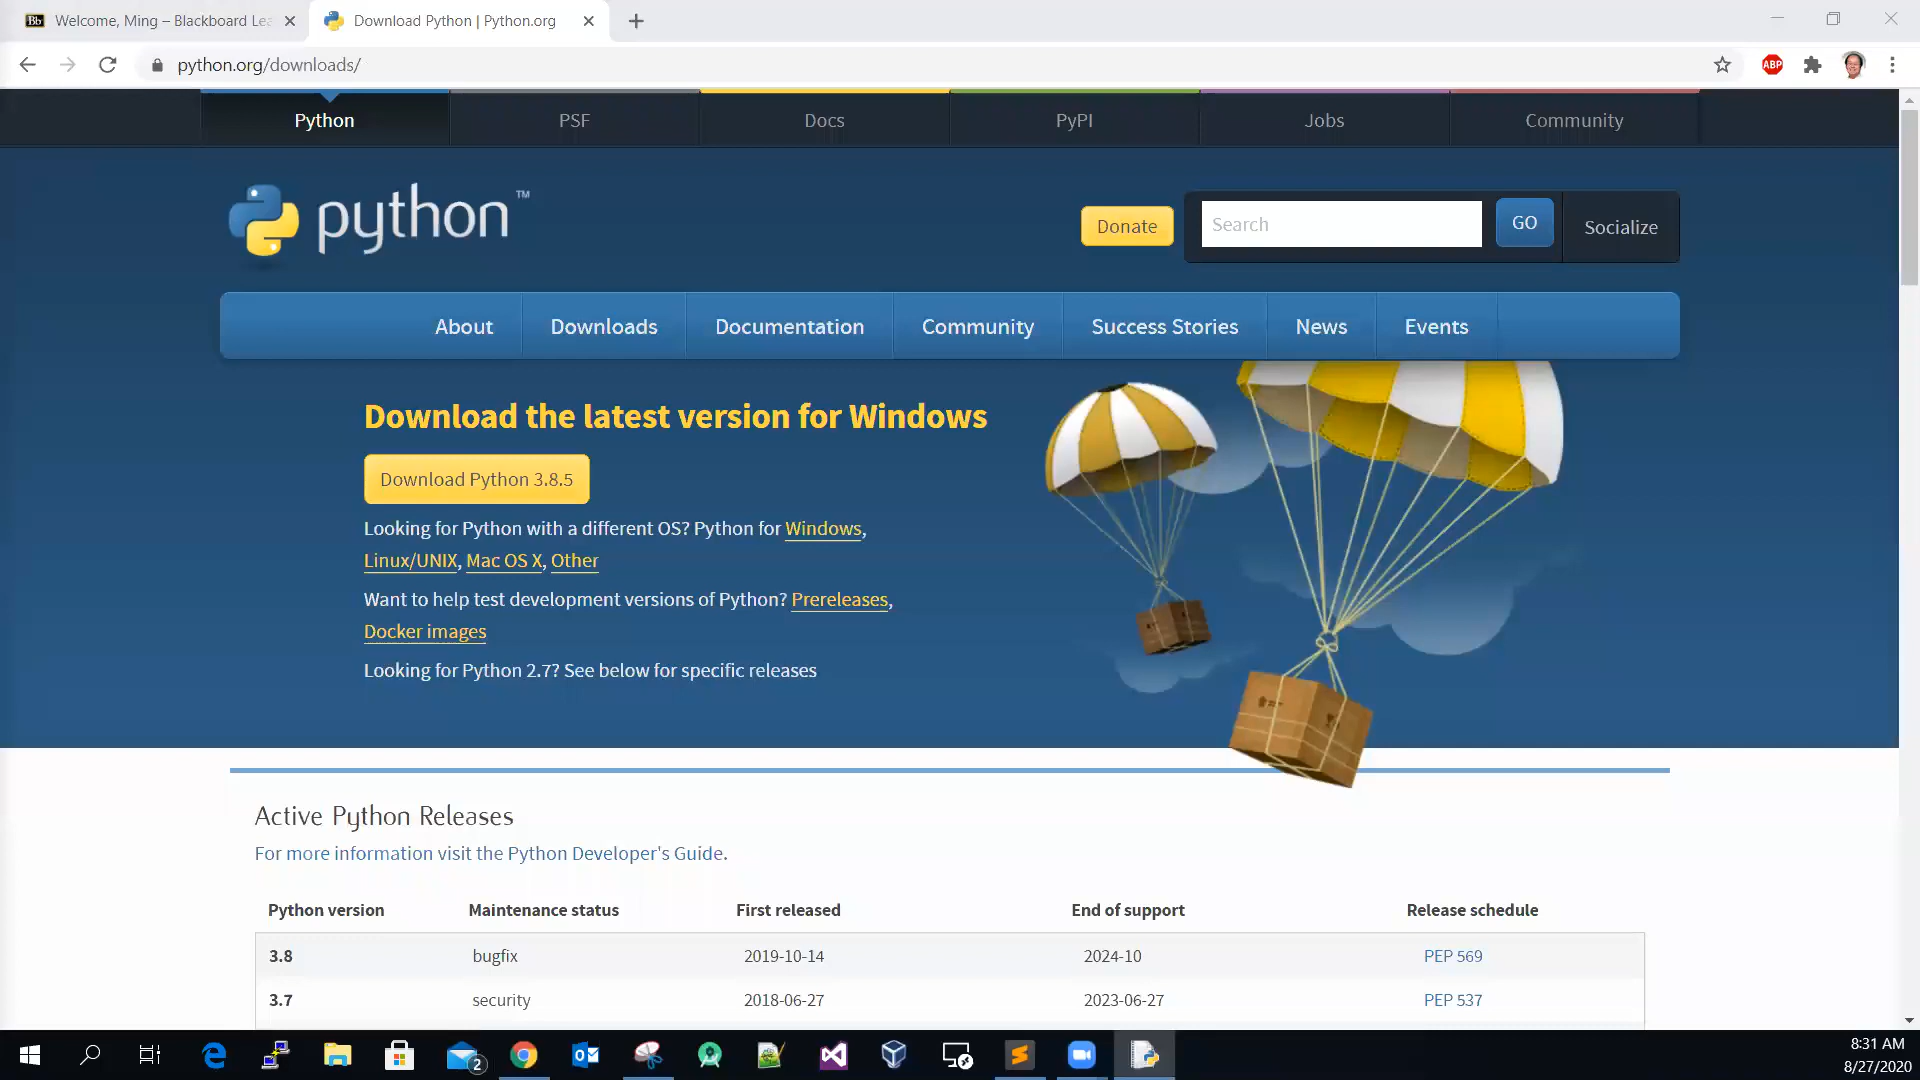 Welcome, Ming – Blackboard Lea
Download Python | Python.org
python.org/downloads/
ABP
Python
PSF
Docs
PyPI
Jobs
Community
python™
Donate
Search
GO
Socialize
About
Downloads
Documentation
Community
Success Stories
News
Events
Download the latest version for Windows
Download Python 3.8.5
Looking for Python with a different OS? Python for Windows,
Linux/UNIX, Mac OS X, Other
Want to help test development versions of Python? Prereleases,
Docker images
Looking for Python 2.7? See below for specific releases
Active Python Releases
For more information visit the Python Developer's Guide.
Python version Maintenance status First released End of support Release schedule
3.8 bugfix 2019-10-14 2024-10 PEP 569
3.7 security 2018-06-27 2023-06-27 PEP 537
2
8:31 AM
8/27/2020